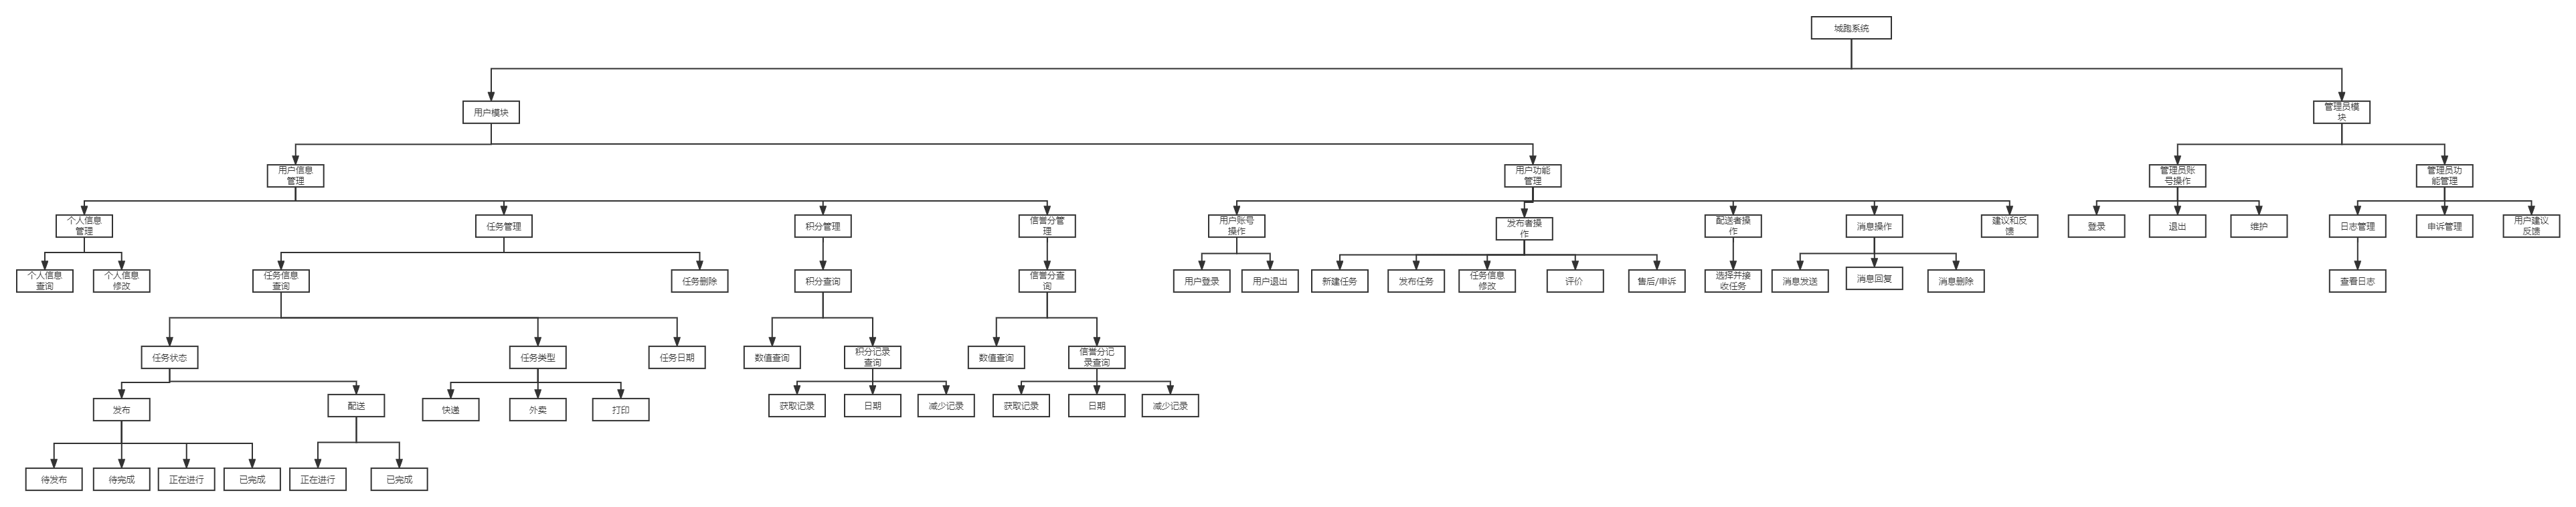 城跑系统
用户模块
管理员模
块
用户信息
管理
用户功能
管理
管理员账
号操作
管理员功
能管理
个人信息
管理
任务管理
积分管理
信誉分管
理
用户账号
操作
发布者操
作
配送者操
作
消息操作
建议和反
馈
登录
退出
维护
日志管理
申诉管理
用户建议
反馈
个人信息
查询
个人信息
修改
任务信息
查询
任务删除
积分查询
信誉分查
询
用户登录
用户退出
新建任务
发布任务
任务信息
修改
评价
售后/申诉
选择并接
收任务
消息发送
消息回复
消息删除
查看日志
任务状态
任务类型
任务日期
数值查询
积分记录
查询
数值查询
信誉分记
录查询
发布
配送
快递
外卖
打印
获取记录
日期
减少记录
获取记录
日期
减少记录
待发布
待完成
正在进行
已完成
正在进行
已完成